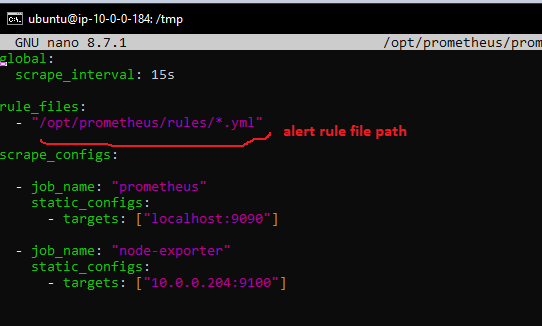 ubuntu@ip-10-0-0-184: /tmp
GNU nano 8.7.1 /opt/prometheus/prom
global:
  scrape_interval: 15s
rule_files:
  - "/opt/prometheus/rules/*.yml"
alert rule file path
scrape_configs:
  - job_name: "prometheus"
    static_configs:
      - targets: ["localhost:9090"]
  - job_name: "node-exporter"
    static_configs:
      - targets: ["10.0.0.204:9100"]